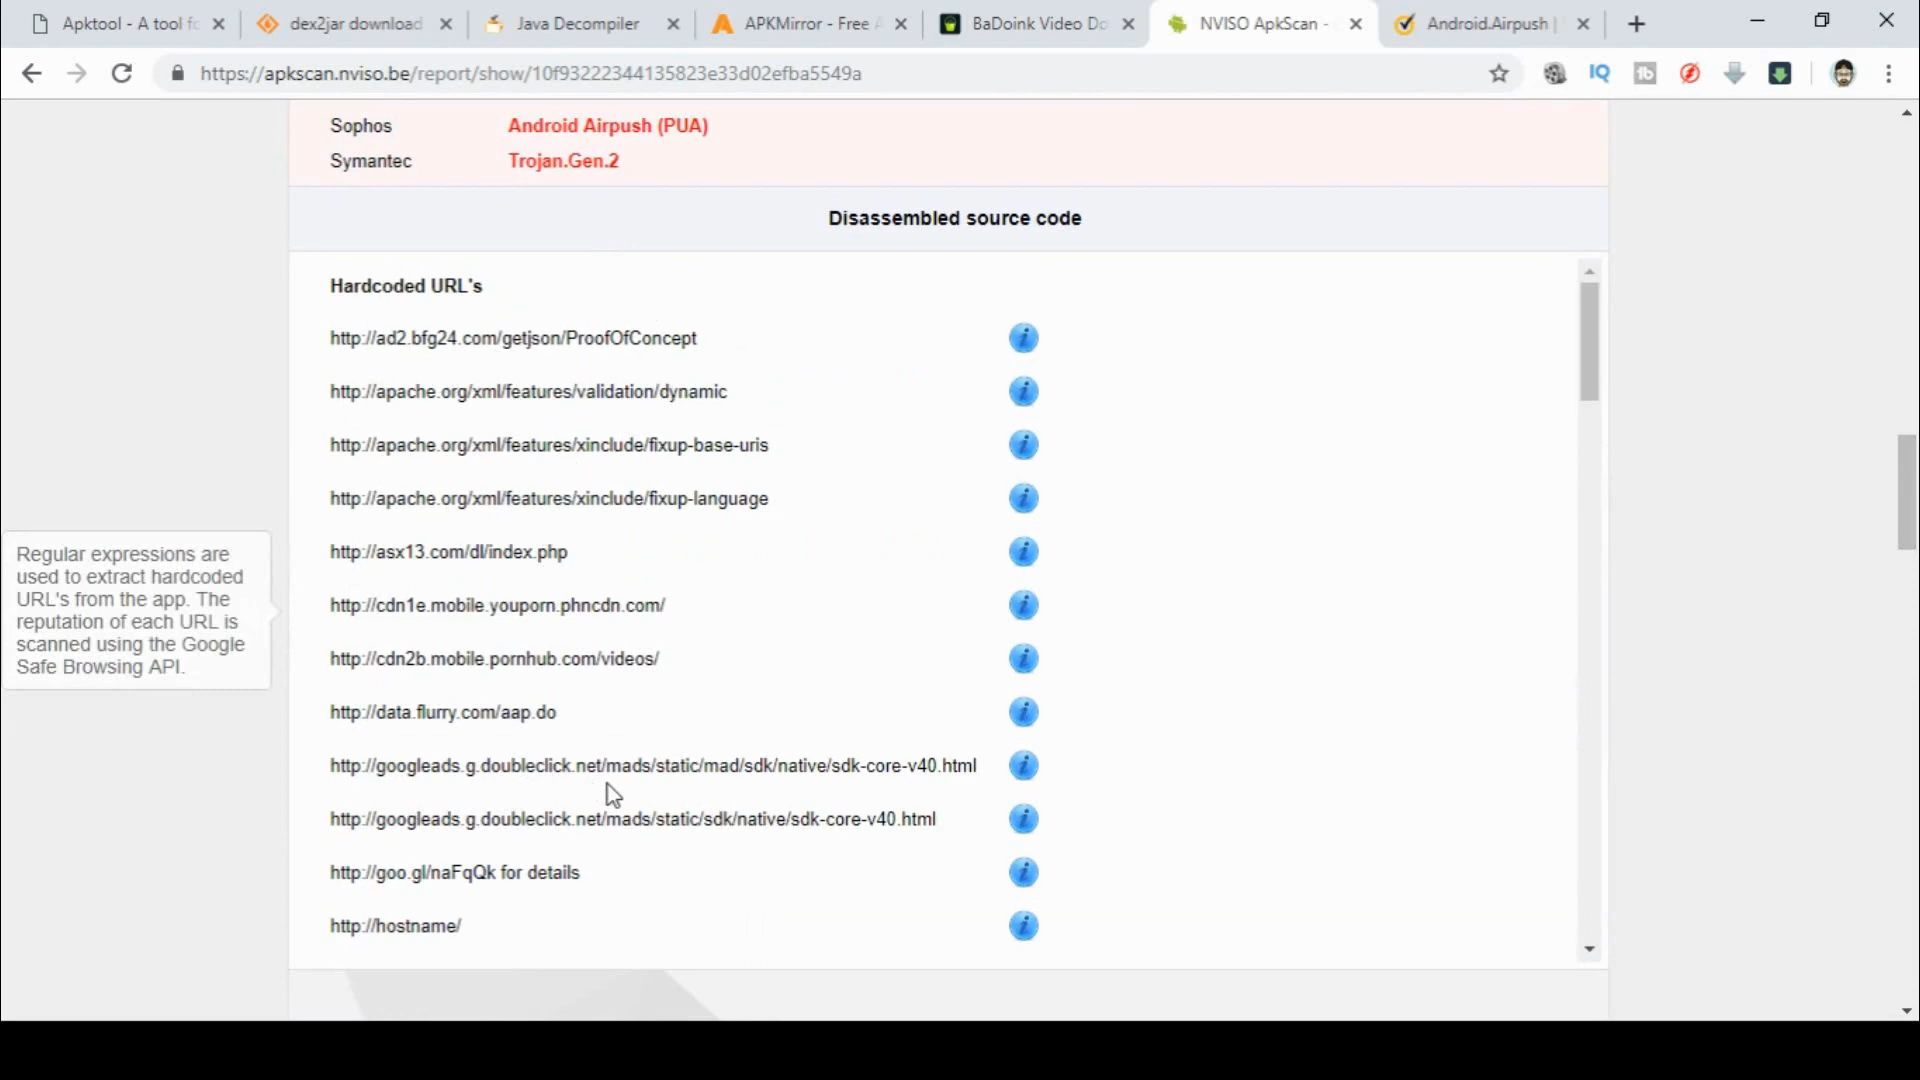 Apktool - A tool fo
dex2jar download
Java Decompiler
APKMirror - Free A
BaDoink Video Do
NVISO ApkScan -
Android.Airpush |
https://apkscan.nviso.be/report/show/10f93222344135823e33d02efba5549a
IQ
tb
Sophos Android Airpush (PUA)
Symantec Trojan.Gen.2
Disassembled source code
Hardcoded URL's
http://ad2.bfg24.com/getjson/ProofOfConcept
http://apache.org/xml/features/validation/dynamic
http://apache.org/xml/features/xinclude/fixup-base-uris
http://apache.org/xml/features/xinclude/fixup-language
http://asx13.com/dl/index.php
http://cdn1e.mobile.youporn.phncdn.com/
http://cdn2b.mobile.pornhub.com/videos/
http://data.flurry.com/aap.do
http://googleads.g.doubleclick.net/mads/static/mad/sdk/native/sdk-core-v40.html
http://googleads.g.doubleclick.net/mads/static/sdk/native/sdk-core-v40.html
http://goo.gl/naFqQk for details
http://hostname/
Regular expressions are
used to extract hardcoded
URL's from the app. The
reputation of each URL is
scanned using the Google
Safe Browsing API.